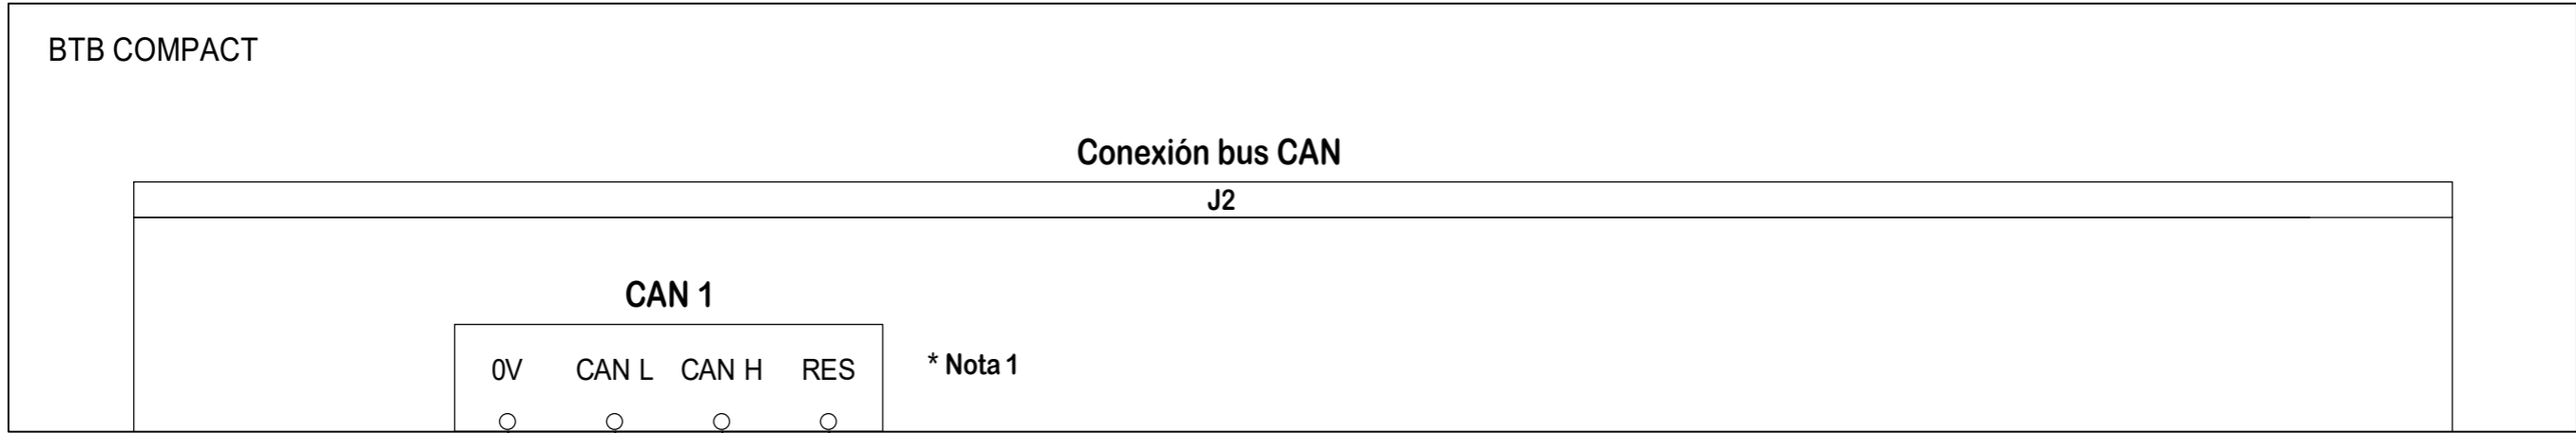 BTB COMPACT
Conexión bus CAN
J2
CAN 1
0V CAN L CAN H RES
* Nota 1